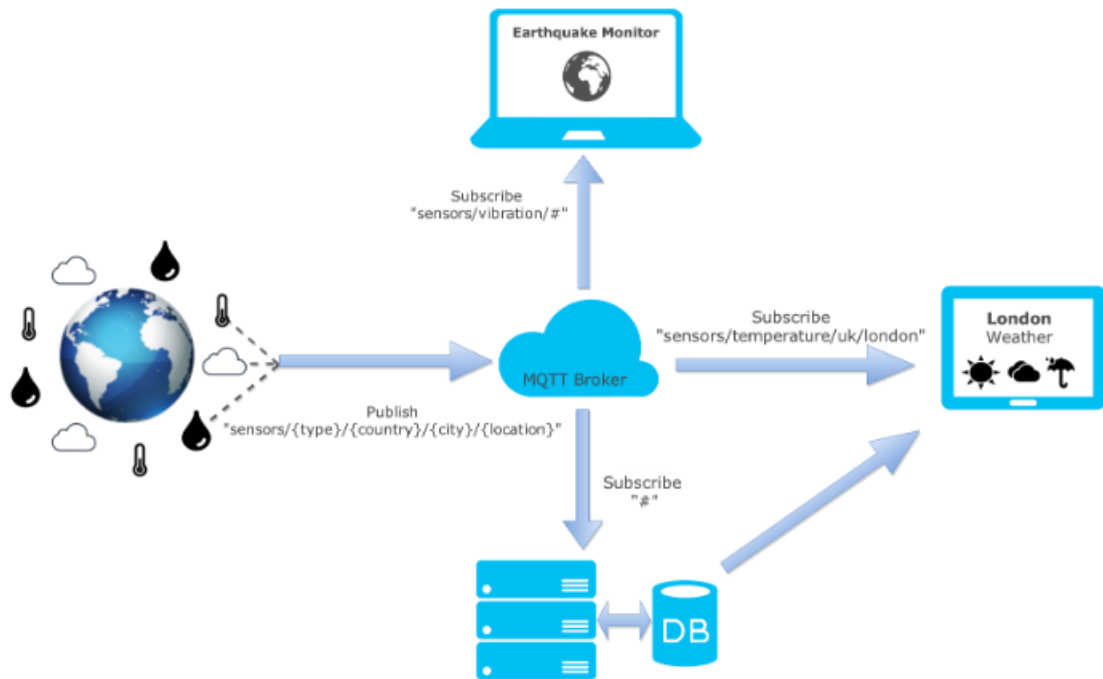 Earthquake Monitor
Subscribe
"sensors/vibration/#"
Subscribe
"sensors/temperature/uk/london"
London
Weather
MQTT Broker
Publish
"sensors/{type}/{country}/{city}/{location}"
Subscribe
"#"
DB